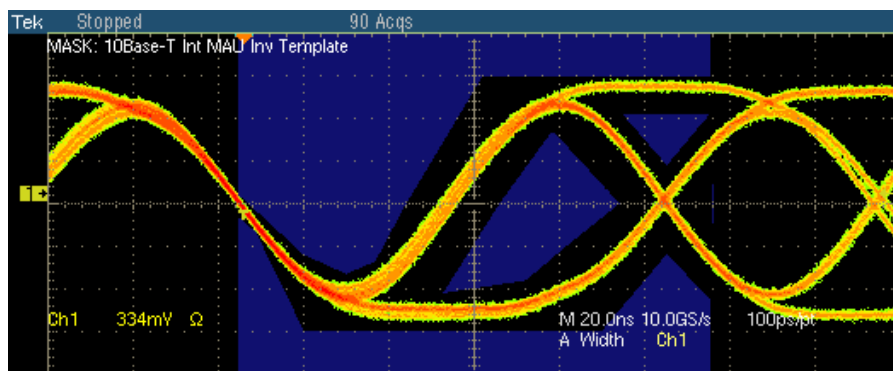 Tek Stopped 90 Acqs
MASK: 10Base-T Int MAU Inv Template
1
Ch1 334mV Ω M 20.0ns 10.0GS/s 100ps/pt
A Width Ch1